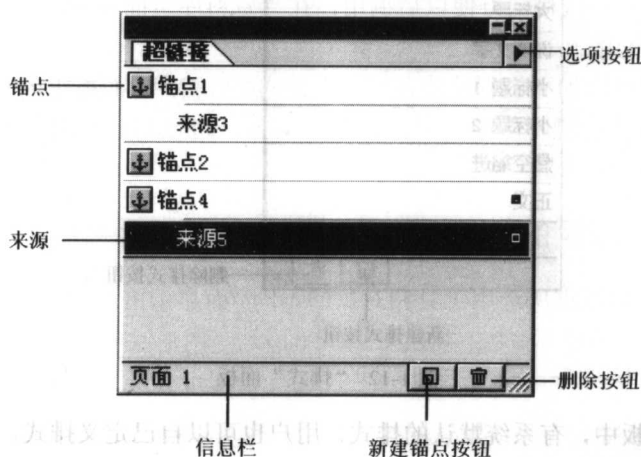 超链接
选项按钮
锚点
锚点1
来源3
锚点2
锚点4
来源
来源5
页面 1
删除按钮
信息栏
新建锚点按钮